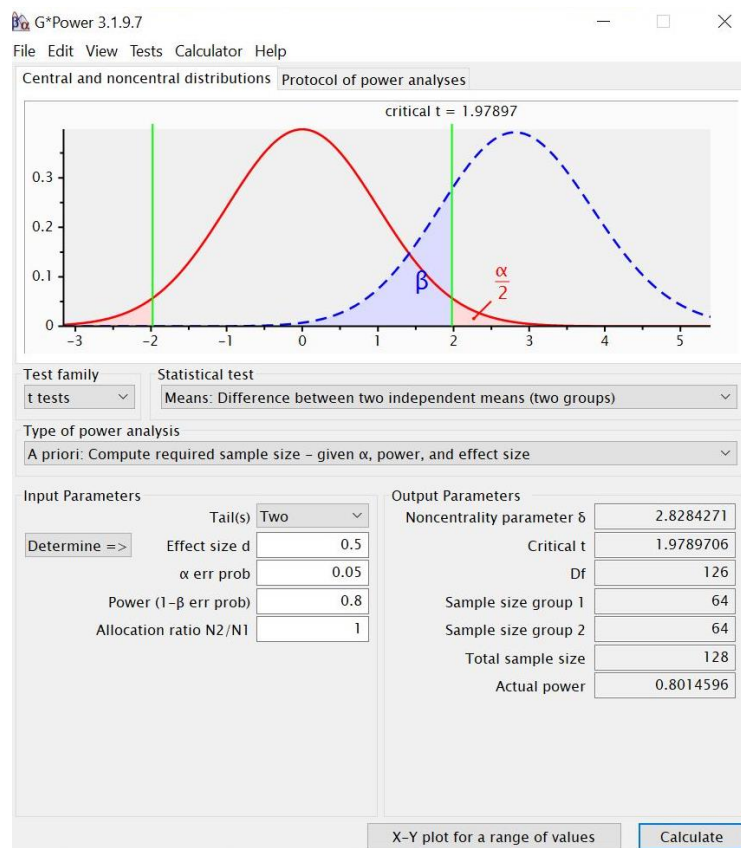 βα G*Power 3.1.9.7
File Edit View Tests Calculator Help
Central and noncentral distributions Protocol of power analyses
critical t = 1.97897
0.3
0.2
0.1
0
β
α
2
-3 -2 -1 0 1 2 3 4 5
Test family Statistical test
t tests Means: Difference between two independent means (two groups)
Type of power analysis
A priori: Compute required sample size – given α, power, and effect size
Input Parameters
Tail(s) Two
Determine => Effect size d 0.5
α err prob 0.05
Power (1-β err prob) 0.8
Allocation ratio N2/N1 1
Output Parameters
Noncentrality parameter δ 2.8284271
Critical t 1.9789706
Df 126
Sample size group 1 64
Sample size group 2 64
Total sample size 128
Actual power 0.8014596
X-Y plot for a range of values Calculate